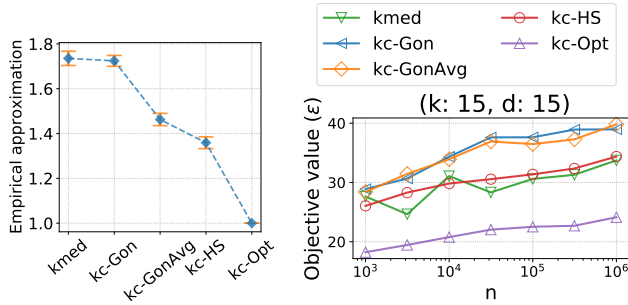 Empirical approximation
1.8
1.6
1.4
1.2
1.0
kmed
kc-Gon
kc-GonAvg
kc-HS
kc-Opt
kmed
kc-Gon
kc-GonAvg
kc-HS
kc-Opt
(k: 15, d: 15)
Objective value (ε)
40
30
20
10³ 10⁴ 10⁵ 10⁶
n